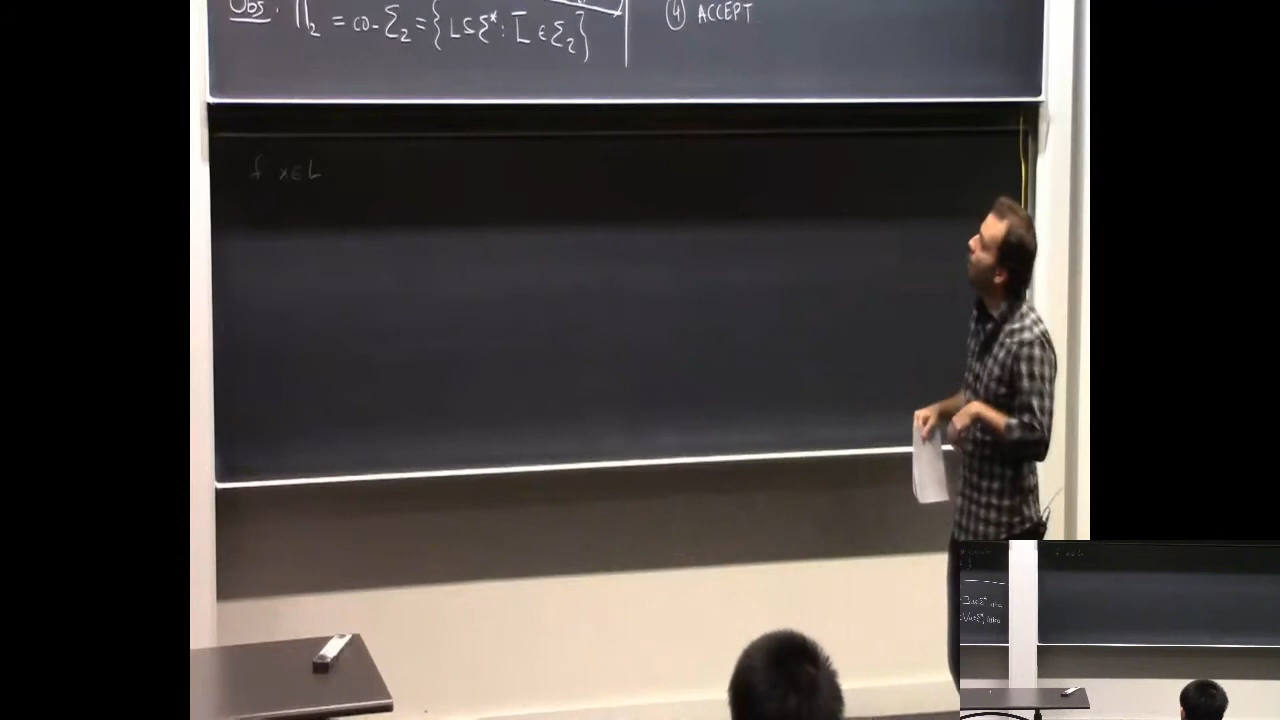 Obs: Π₂ = co-Σ₂ = {L⊆Σ*: L̅ ∈ Σ₂}
④ ACCEPT
f x∈L